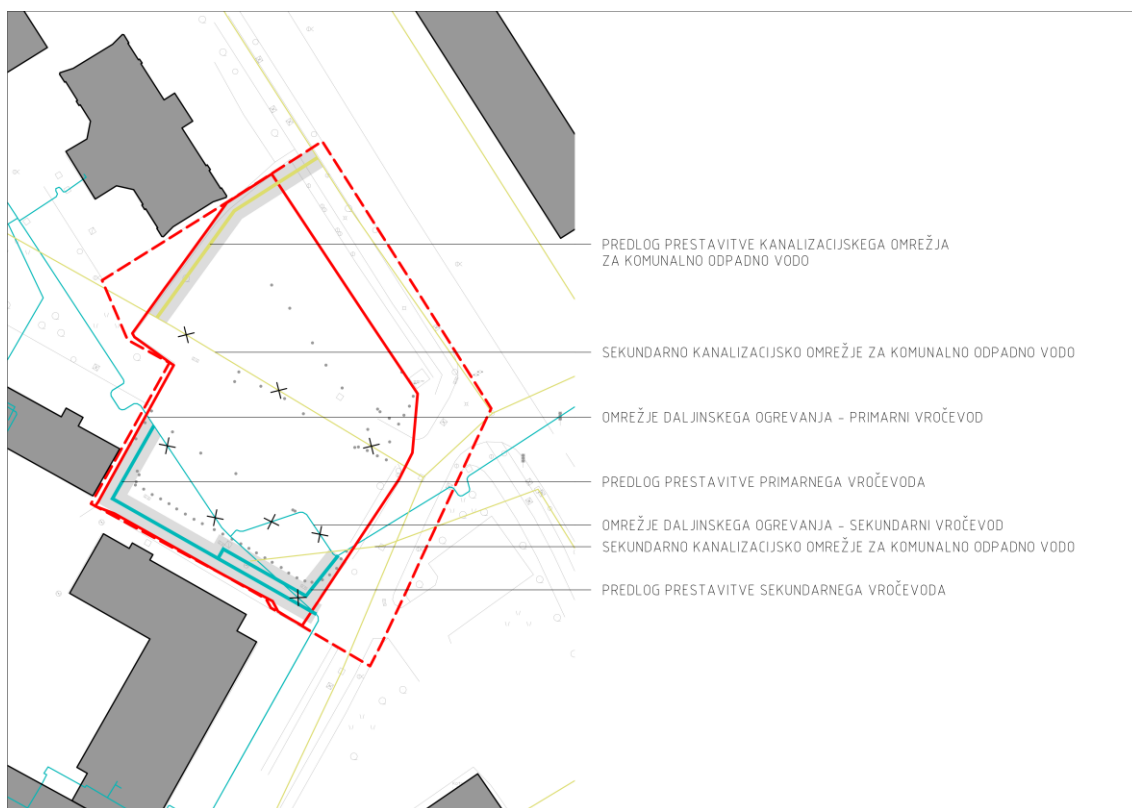 PREDLOG PRESTAVITVE KANALIZACIJSKEGA OMREŽJA
ZA KOMUNALNO ODPADNO VODO
SEKUNDARNO KANALIZACIJSKO OMREŽJE ZA KOMUNALNO ODPADNO VODO
OMREŽJE DALJINSKEGA OGREVANJA – PRIMARNI VROČEVOD
PREDLOG PRESTAVITVE PRIMARNEGA VROČEVODA
OMREŽJE DALJINSKEGA OGREVANJA – SEKUNDARNI VROČEVOD
SEKUNDARNO KANALIZACIJSKO OMREŽJE ZA KOMUNALNO ODPADNO VODO
PREDLOG PRESTAVITVE SEKUNDARNEGA VROČEVODA